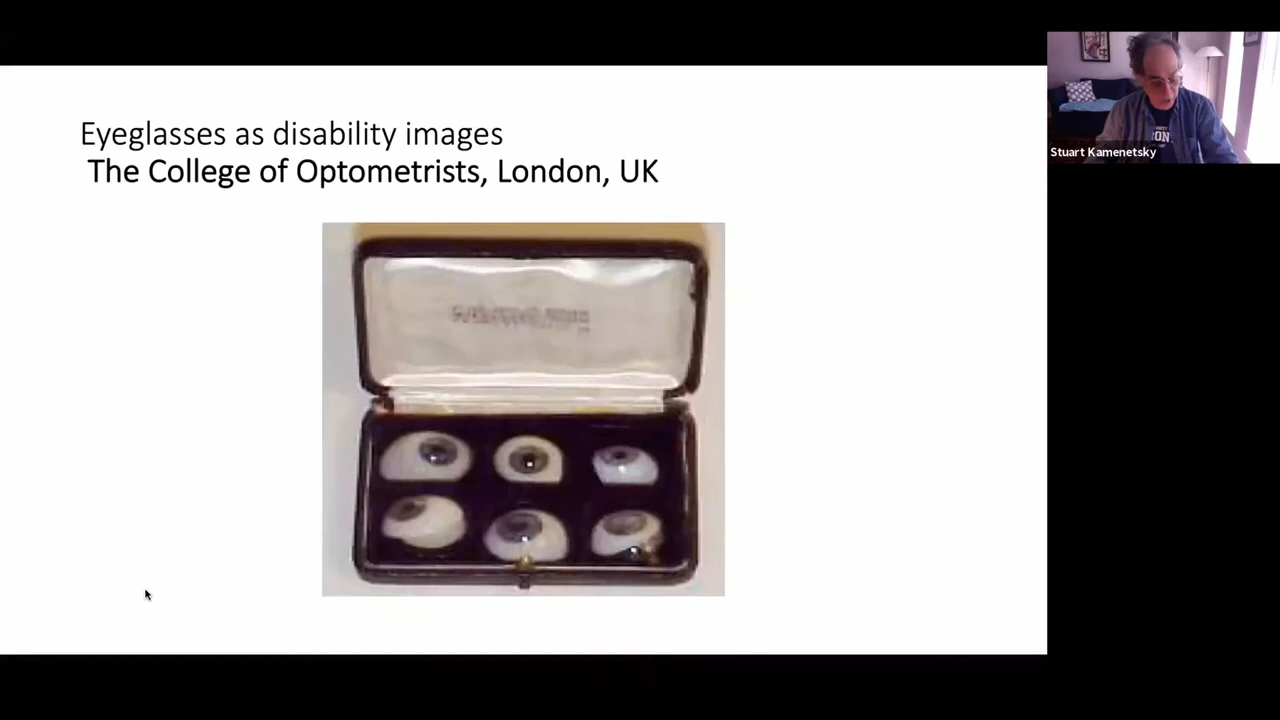 Eyeglasses as disability images
The College of Optometrists, London, UK
Stuart Kamenetsky